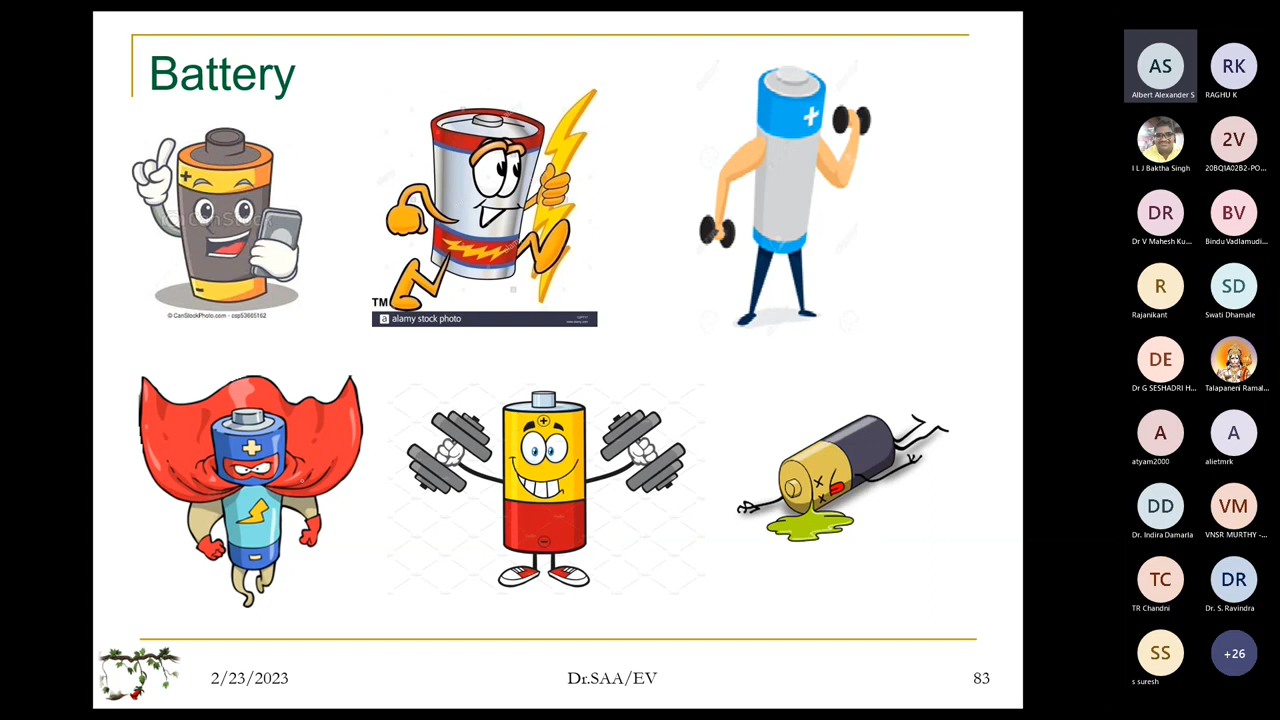 Battery
© CanStockPhoto.com - csp53665162
TM
a alamy stock photo
2/23/2023
Dr.SAA/EV
83
AS
RK
Albert Alexander S
RAGHU K
2V
I L J Baktha Singh
20BQ1A02B2-PO...
DR
BV
Dr V Mahesh Ku...
Bindu Vadlamudi...
R
SD
Rajanikant
Swati Dhamale
DE
Dr G SESHADRI H...
Talapaneni Ramal...
A
A
atyam2000
alietmrk
DD
VM
Dr. Indira Damarla
VNSR MURTHY -...
TC
DR
TR Chandni
Dr. S. Ravindra
SS
+26
s suresh